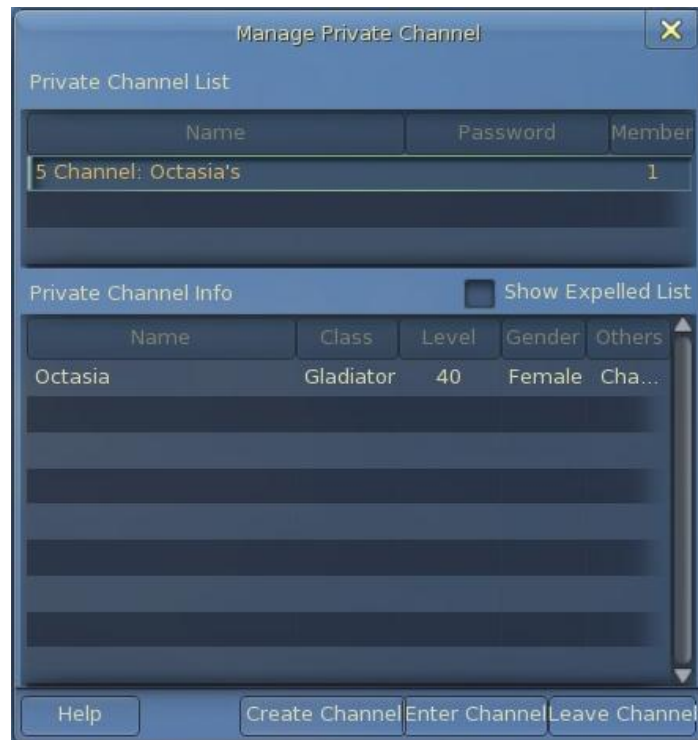 Manage Private Channel
Private Channel List
Name Password Member
5 Channel: Octasia's 1
Private Channel Info Show Expelled List
Name Class Level Gender Others
Octasia Gladiator 40 Female Cha...
Help Create Channel Enter Channel Leave Channel